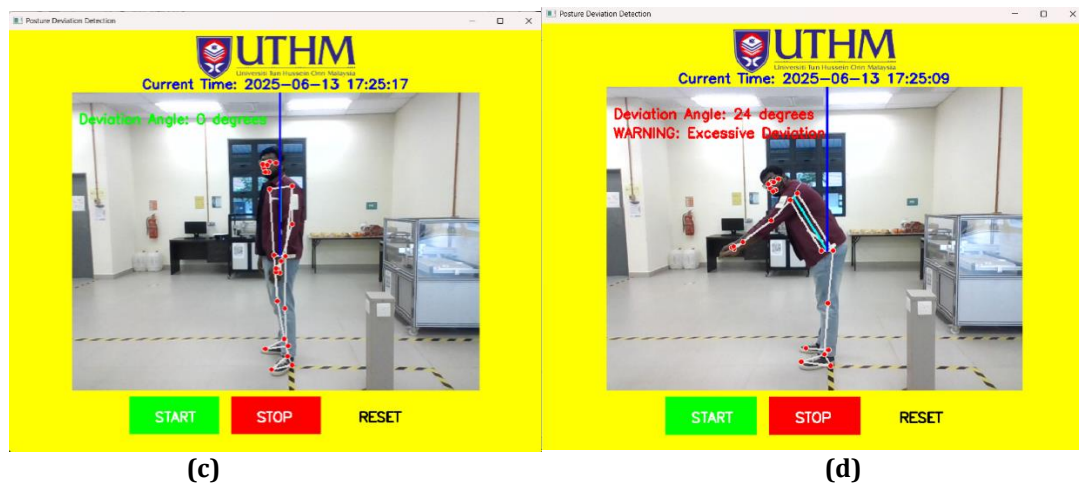 Posture Deviation Detection
UTHM
Universiti Tun Hussein Onn Malaysia
Current Time: 2025-06-13 17:25:17
Deviation Angle: 0 degrees
START STOP RESET
(c)
Posture Deviation Detection
UTHM
Universiti Tun Hussein Onn Malaysia
Current Time: 2025-06-13 17:25:09
Deviation Angle: 24 degrees
WARNING: Excessive Deviation
START STOP RESET
(d)